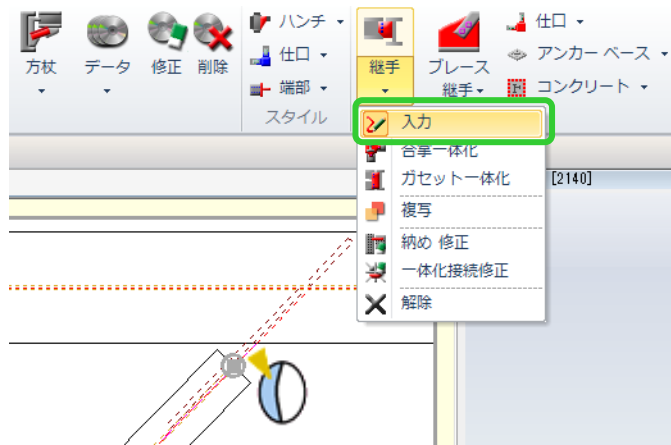 方杖
データ
修正
削除
ハンチ
仕口
端部
スタイル
継手
ブレース
継手
仕口
アンカー ベース
コンクリート
入力
合掌一体化
ガセット一体化
複写
納め 修正
一体化接続修正
解除
[2140]